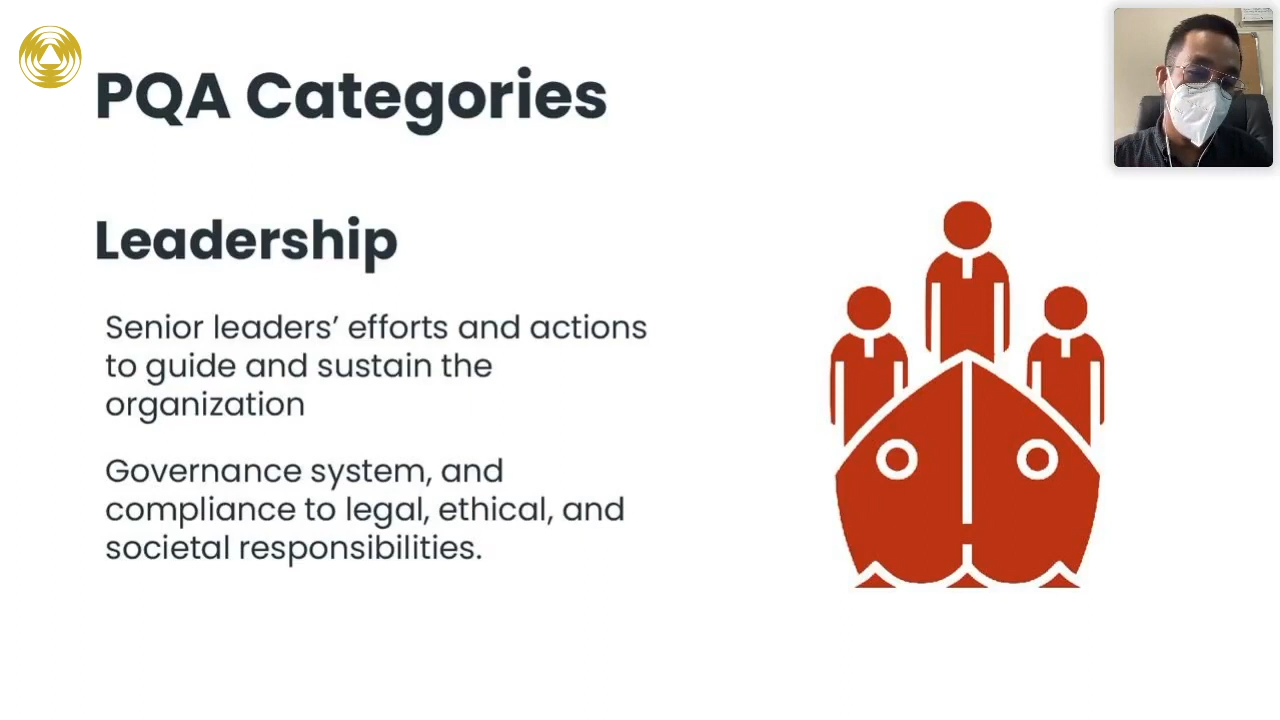 PQA Categories
Leadership
Senior leaders’ efforts and actions
to guide and sustain the
organization
Governance system, and
compliance to legal, ethical, and
societal responsibilities.